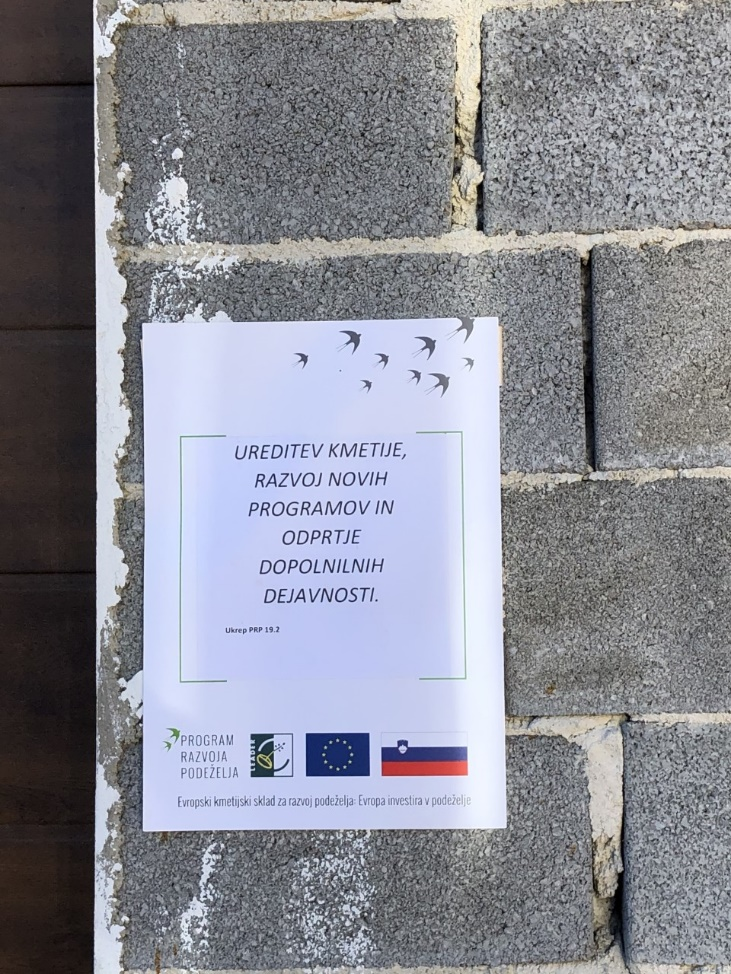 UREDITEV KMETIJE,
RAZVOJ NOVIH
PROGRAMOV IN
ODPRTJE
DOPOLNILNIH
DEJAVNOSTI.
Ukrep PRP 19.2
PROGRAM
RAZVOJA
PODEŽELJA
LEADER
Evropski kmetijski sklad za razvoj podeželja: Evropa investira v podeželje